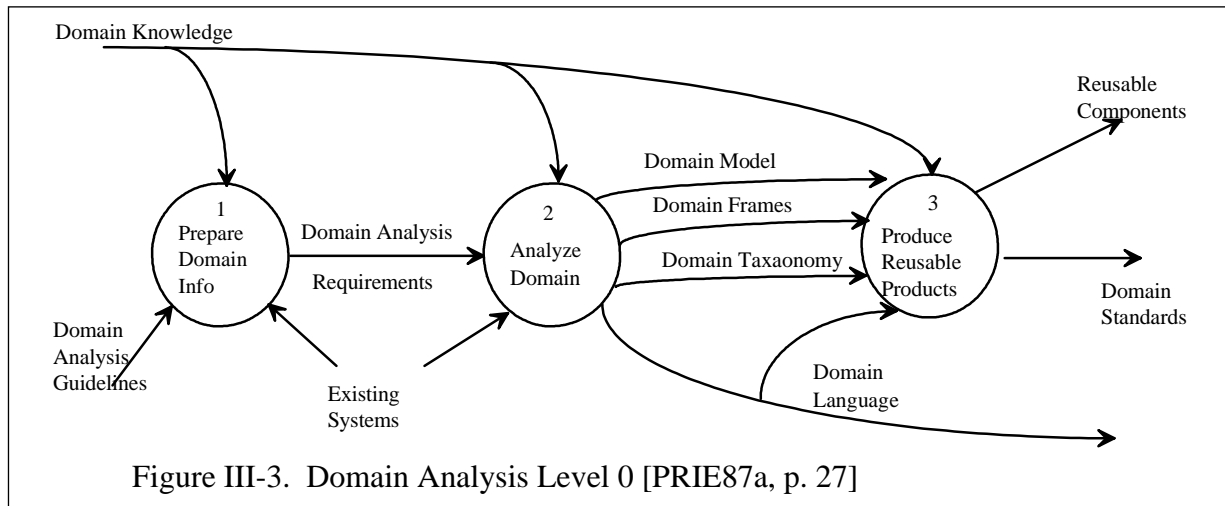 Domain Knowledge
Reusable
Components
Domain Model
Domain Frames
Domain Taxaonomy
1
Prepare
Domain
Info
Domain Analysis
Requirements
2
Analyze
Domain
3
Produce
Reusable
Products
Domain
Standards
Domain
Analysis
Guidelines
Existing
Systems
Domain
Language
Figure III-3. Domain Analysis Level 0 [PRIE87a, p. 27]